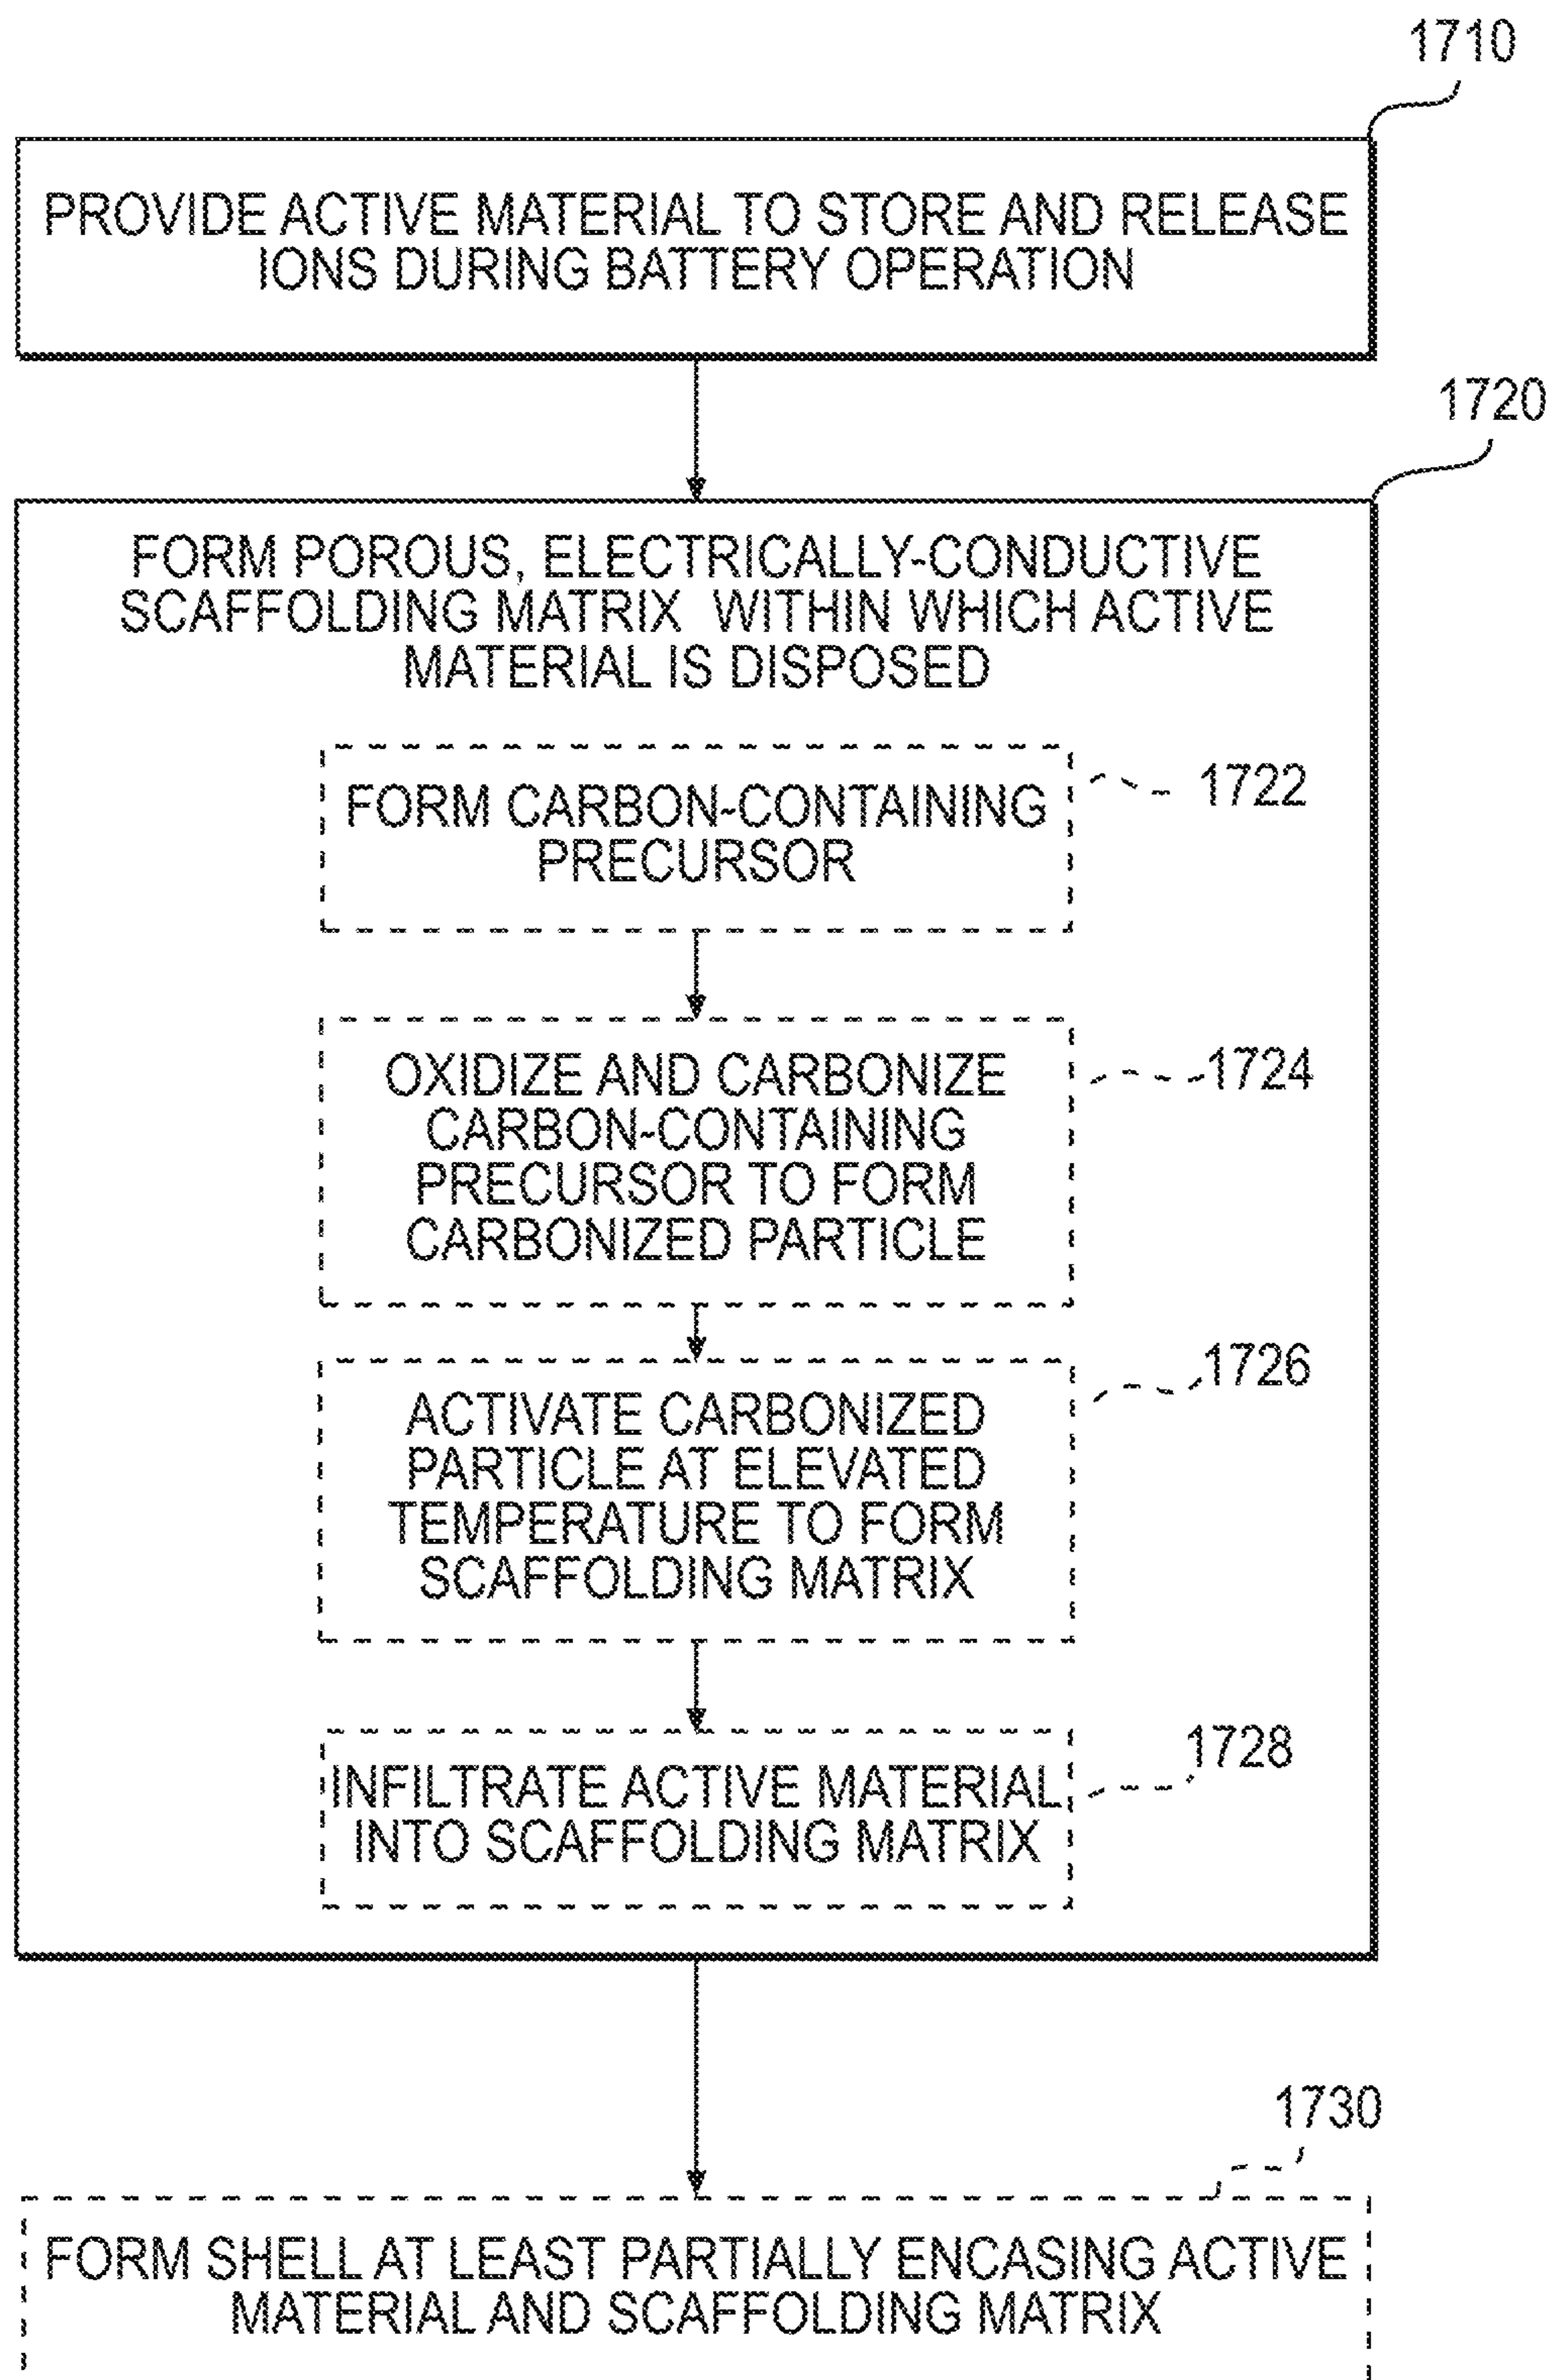 1710
PROVIDE ACTIVE MATERIAL TO STORE AND RELEASE
IONS DURING BATTERY OPERATION
1720
FORM POROUS, ELECTRICALLY-CONDUCTIVE
SCAFFOLDING MATRIX WITHIN WHICH ACTIVE
MATERIAL IS DISPOSED
1722
FORM CARBON-CONTAINING
PRECURSOR
1724
OXIDIZE AND CARBONIZE
CARBON-CONTAINING
PRECURSOR TO FORM
CARBONIZED PARTICLE
1726
ACTIVATE CARBONIZED
PARTICLE AT ELEVATED
TEMPERATURE TO FORM
SCAFFOLDING MATRIX
1728
INFILTRATE ACTIVE MATERIAL
INTO SCAFFOLDING MATRIX
1730
FORM SHELL AT LEAST PARTIALLY ENCASING ACTIVE
MATERIAL AND SCAFFOLDING MATRIX